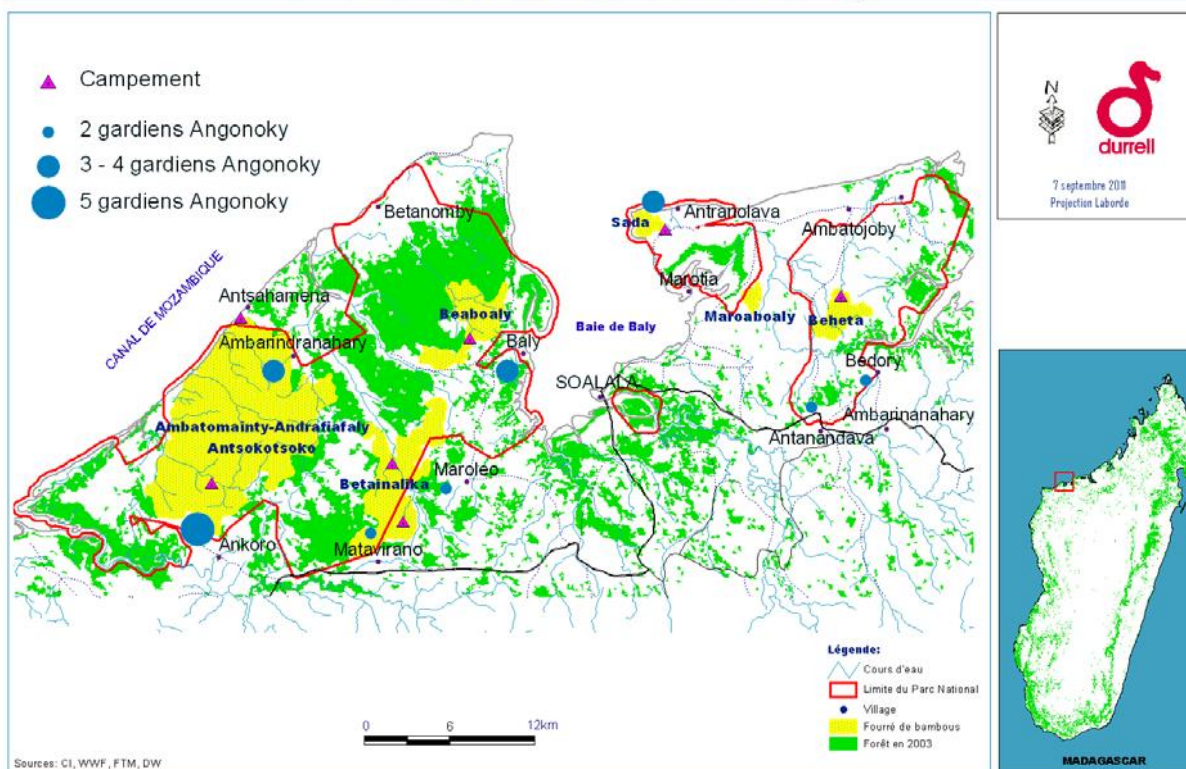 Campement
2 gardiens Angonoky
3 - 4 gardiens Angonoky
5 gardiens Angonoky
N
durrell
7 septembre 2011
Projection Laborde
CANAL DE MOZAMBIQUE
Betanomby
Antsahamena
Ambarindranahary
Beaboaly
Baly
Baie de Baly
SOALALA
Sada
Antranolava
Marotia
Maroaboaly
Ambatojoby
Beheta
Bedory
Ambarinanahary
Antanandava
Ambatomainty-Andrafiafaly
Antsokotsoko
Betainalika
Maroleo
Ankoro
Matavirano
Légende:
Cours d'eau
Limite du Parc National
Village
Fourré de bambous
Forêt en 2003
0 6 12km
Sources: CI, WWF, FTM, DW
MADAGASCAR